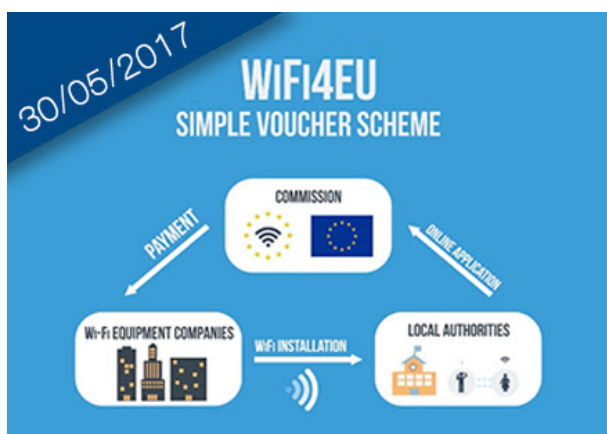 30/05/2017
WiFi4EU
SIMPLE VOUCHER SCHEME
COMMISSION
PAYMENT
ONLINE APPLICATION
Wi-Fi EQUIPMENT COMPANIES
WiFi INSTALLATION
LOCAL AUTHORITIES